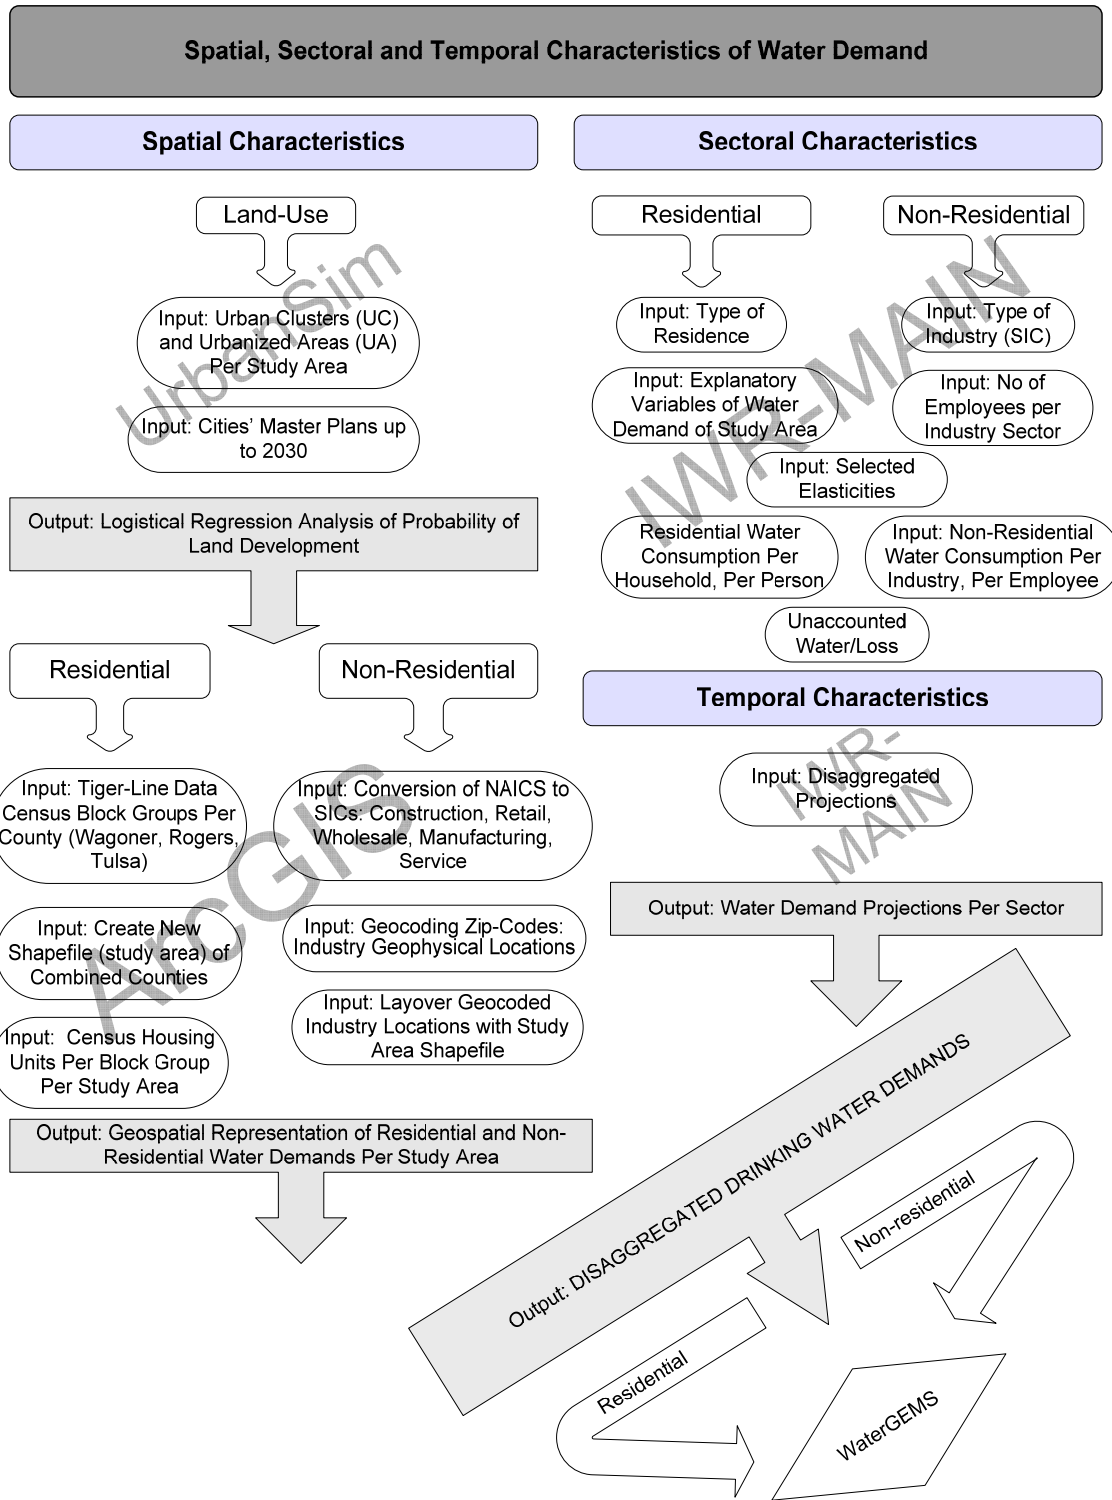 Spatial, Sectoral and Temporal Characteristics of Water Demand
Spatial Characteristics
Land-Use
UrbanSim
Input: Urban Clusters (UC)
and Urbanized Areas (UA)
Per Study Area
Input: Cities’ Master Plans up
to 2030
Output: Logistical Regression Analysis of Probability of
Land Development
Residential
Non-Residential
ArcGIS
Input: Tiger-Line Data
Census Block Groups Per
County (Wagoner, Rogers,
Tulsa)
Input: Create New
Shapefile (study area) of
Combined Counties
Input: Census Housing
Units Per Block Group
Per Study Area
Input: Conversion of NAICS to
SICs: Construction, Retail,
Wholesale, Manufacturing,
Service
Input: Geocoding Zip-Codes:
Industry Geophysical Locations
Input: Layover Geocoded
Industry Locations with Study
Area Shapefile
Output: Geospatial Representation of Residential and Non-
Residential Water Demands Per Study Area
Sectoral Characteristics
Residential
Non-Residential
IWR-MAIN
Input: Type of
Residence
Input: Type of
Industry (SIC)
Input: Explanatory
Variables of Water
Demand of Study Area
Input: No of
Employees per
Industry Sector
Input: Selected
Elasticities
Residential Water
Consumption Per
Household, Per Person
Input: Non-Residential
Water Consumption Per
Industry, Per Employee
Unaccounted
Water/Loss
Temporal Characteristics
IWR-
MAIN
Input: Disaggregated
Projections
Output: Water Demand Projections Per Sector
Output: DISAGGREGATED DRINKING WATER DEMANDS
Non-residential
Residential
WaterGEMS